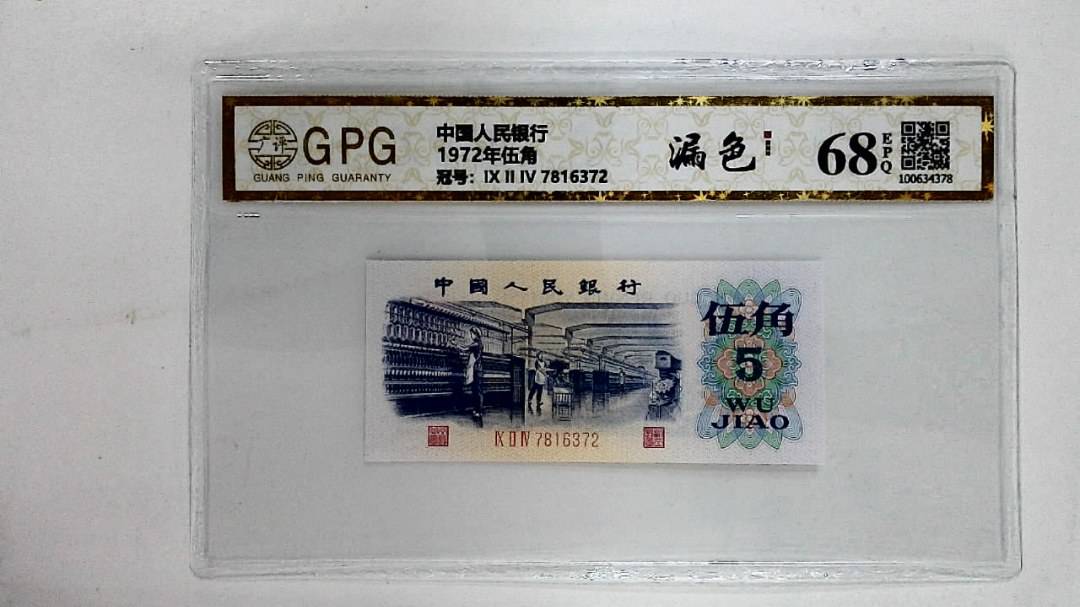 广评
GPG
GUANG PING GUARANTY
中国人民银行
1972年伍角
冠号：IX II IV 7816372
漏色
68
EPQ
100634378
中國人民銀行
伍角
5
WU
JIAO
IX II IV 7816372